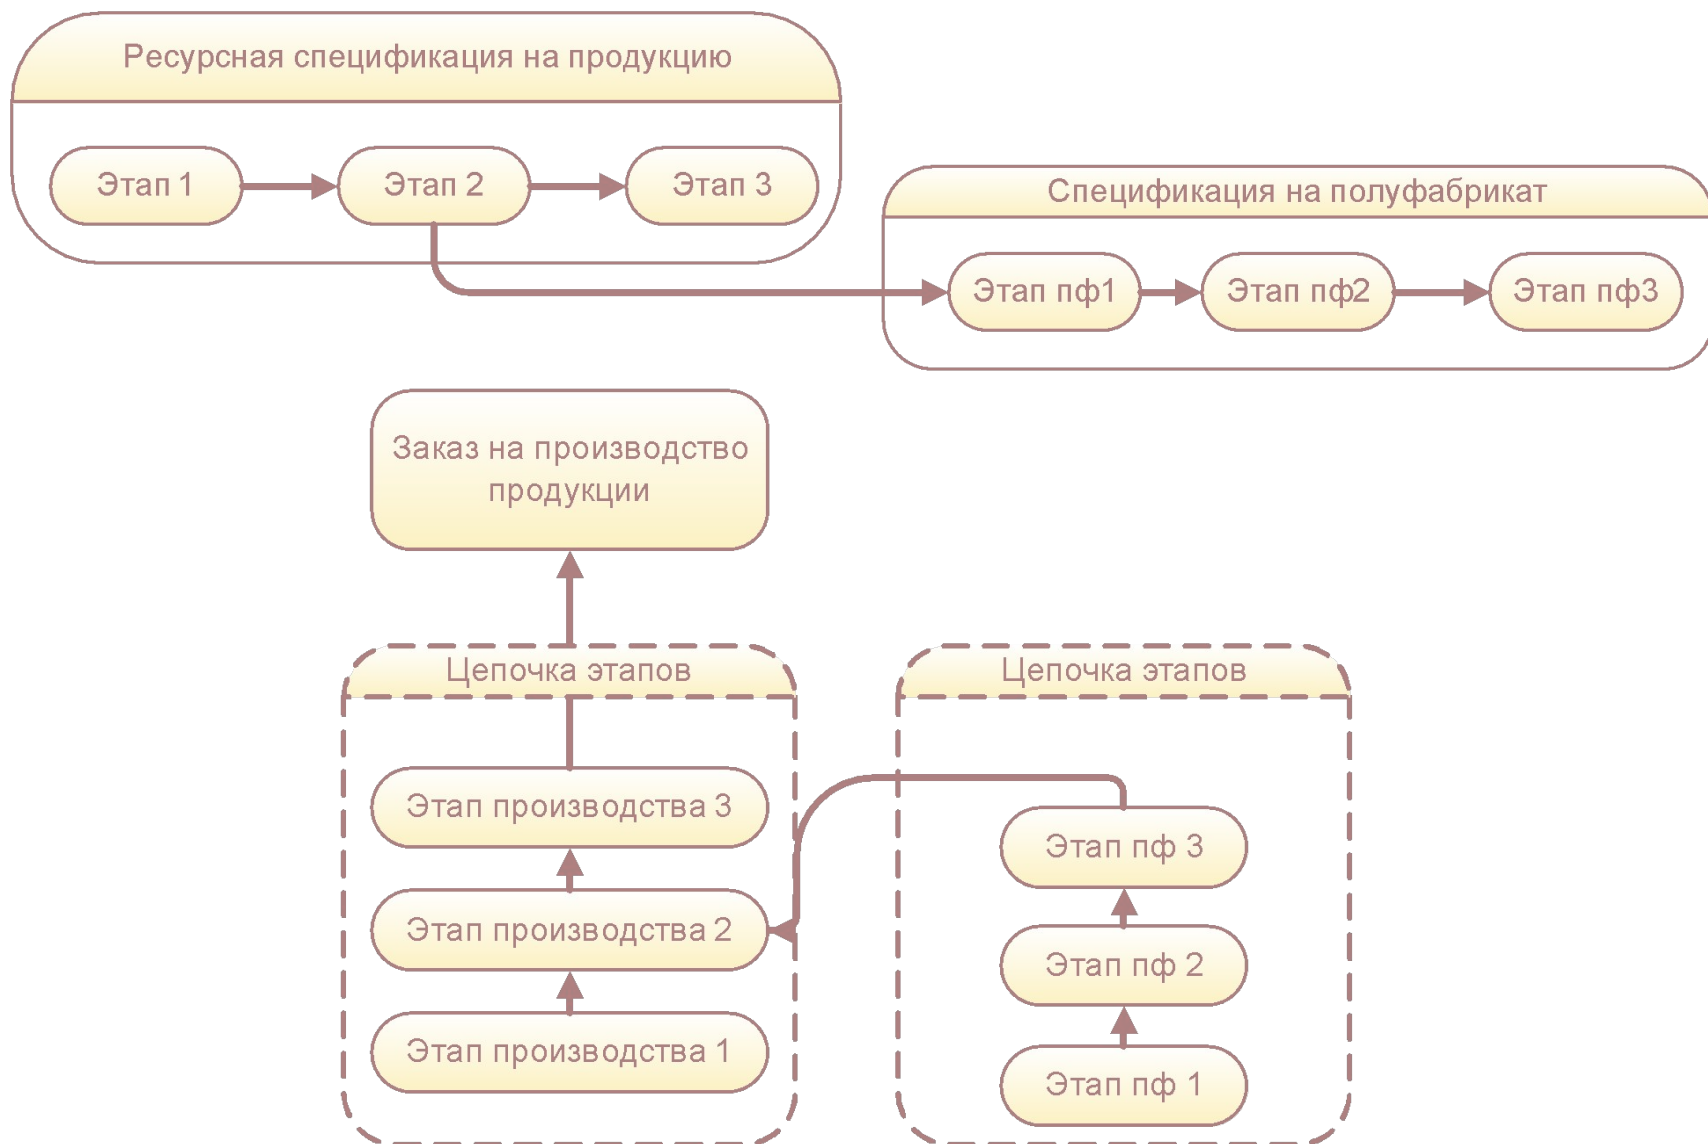 Ресурсная спецификация на продукцию
Этап 1
Этап 2
Этап 3
Спецификация на полуфабрикат
Этап пф1
Этап пф2
Этап пф3
Заказ на производство
продукции
Цепочка этапов
Этап производства 3
Этап производства 2
Этап производства 1
Цепочка этапов
Этап пф 3
Этап пф 2
Этап пф 1